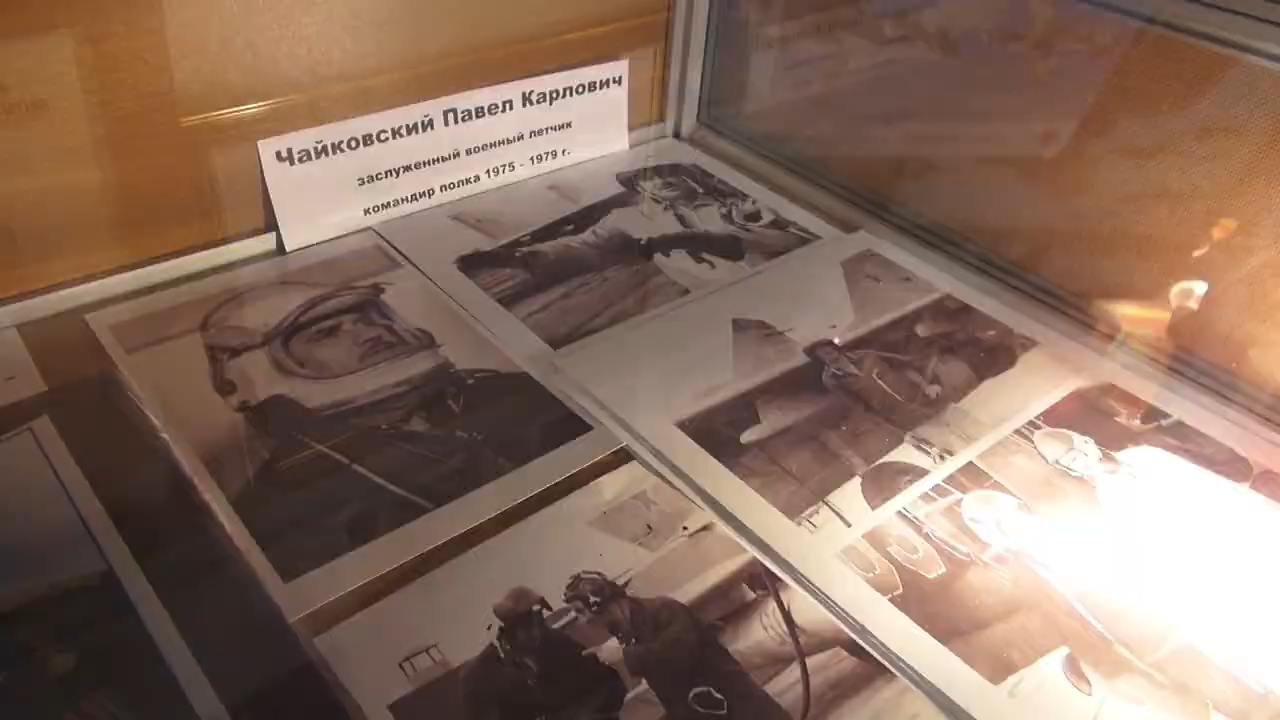 Чайковский Павел Карлович
заслуженный военный летчик
командир полка 1975 - 1979 г.